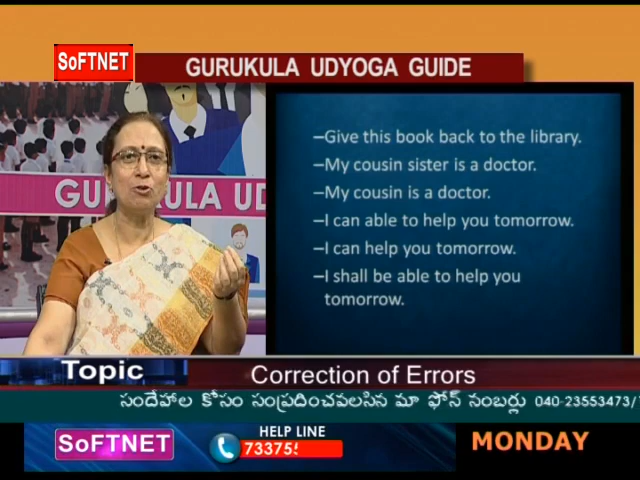 SoFTNET
GURUKULA UDYOGA GUIDE
GURUKULA UD
–Give this book back to the library.
–My cousin sister is a doctor.
–My cousin is a doctor.
–I can able to help you tomorrow.
–I can help you tomorrow.
–I shall be able to help you
tomorrow.
Topic
Correction of Errors
సందేహాల కోసం సంప్రదించవలసిన మా ఫోన్ నంబర్లు 040-23553473/
SoFTNET
HELP LINE
73375
MONDAY